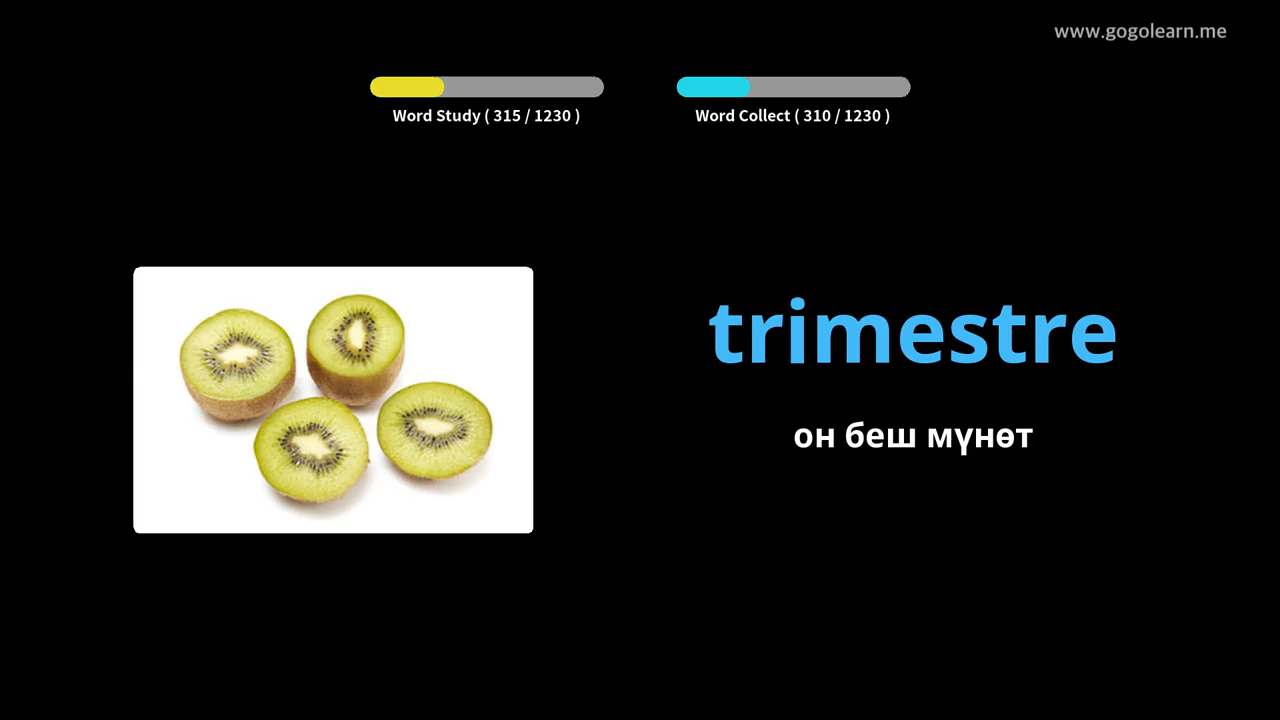 www.gogolearn.me
Word Study ( 315 / 1230 )
Word Collect ( 310 / 1230 )
trimestre
он беш мүнөт